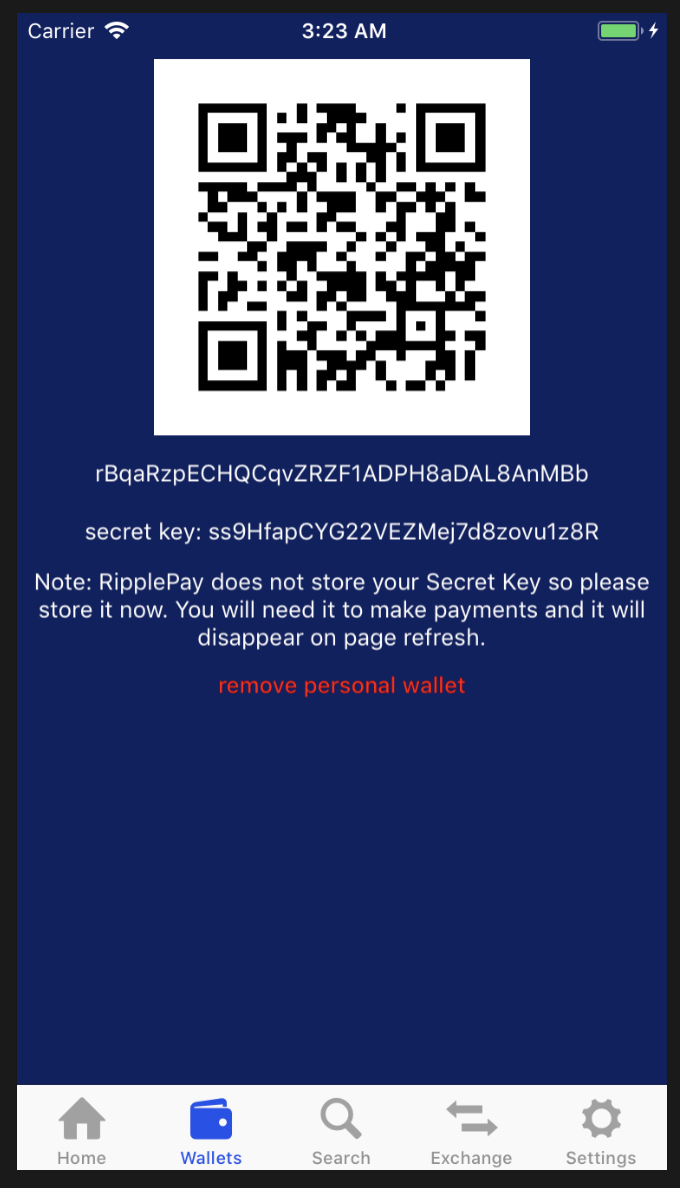 Carrier 3:23 AM
rBqaRzpECHQCqvZRZF1ADPH8aDAL8AnMBb
secret key: ss9HfapCYG22VEZMej7d8zovu1z8R
Note: RipplePay does not store your Secret Key so please
store it now. You will need it to make payments and it will
disappear on page refresh.
remove personal wallet
Home Wallets Search Exchange Settings